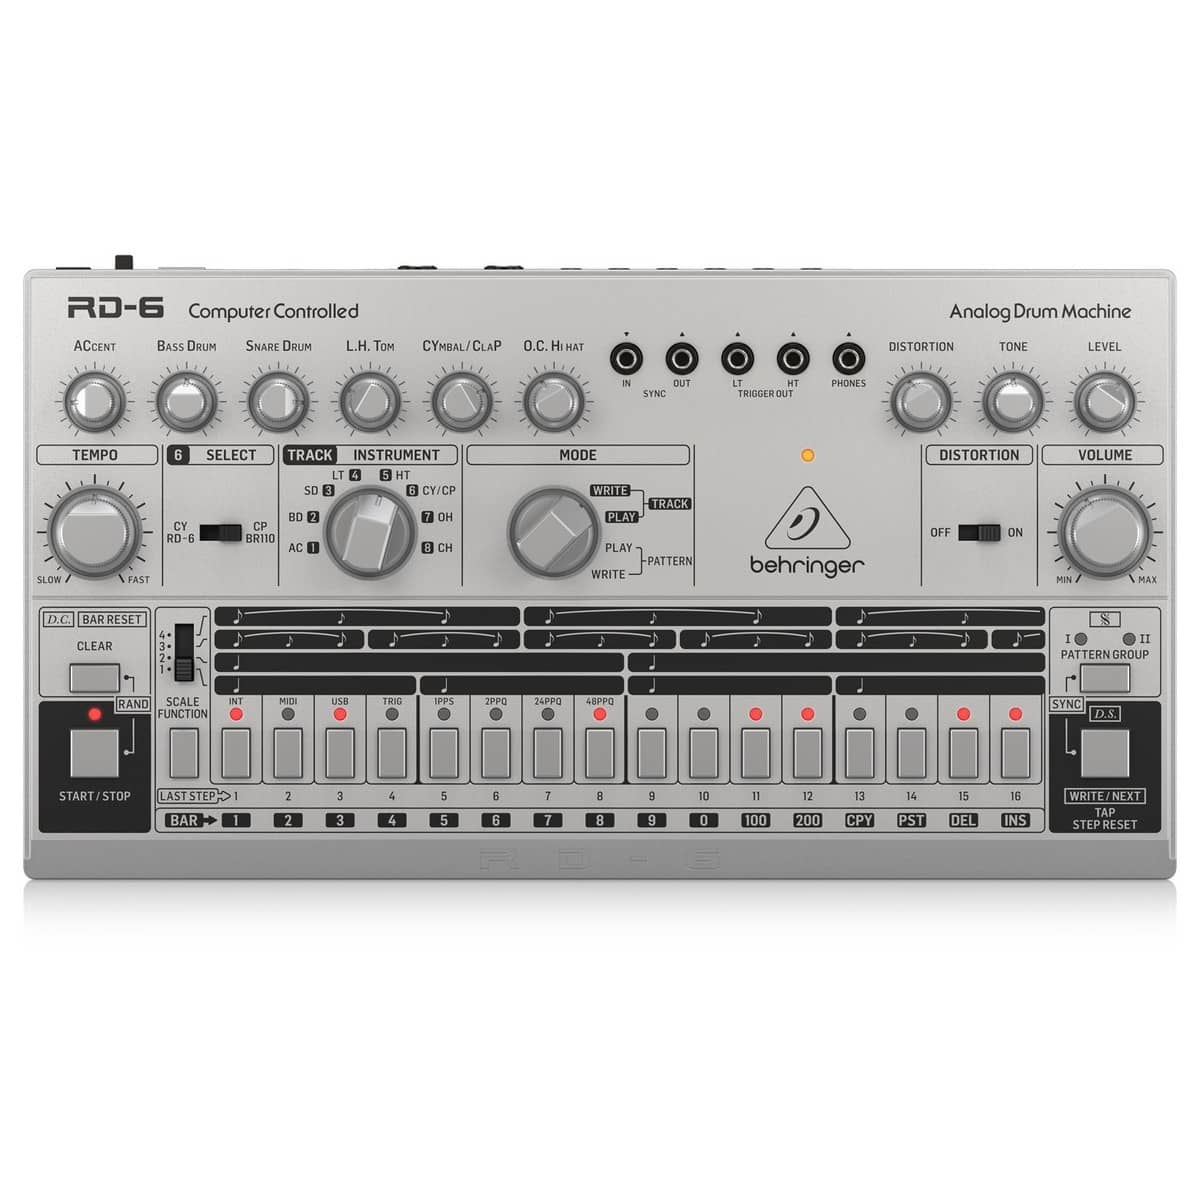 RD-6 Computer Controlled Analog Drum Machine
ACCENT BASS DRUM SNARE DRUM L.H. TOM CYMBAL/CLAP O.C. HI HAT
IN OUT LT HT PHONES
SYNC TRIGGER OUT
DISTORTION TONE LEVEL
TEMPO 6 SELECT TRACK INSTRUMENT MODE DISTORTION VOLUME
SLOW FAST
CY RD-6 CP BR110
LT 4 5 HT
SD 3 6 CY/CP
BD 2 7 OH
AC 1 8 CH
WRITE
PLAY
TRACK
PLAY
WRITE
PATTERN
behringer
OFF ON
MIN MAX
D.C. BAR RESET
CLEAR
RAND
START/STOP
4
3
2
1
SCALE
FUNCTION
INT MIDI USB TRIG 1PPS 2PPQ 24PPQ 48PPQ
LAST STEP 1 2 3 4 5 6 7 8 9 10 11 12 13 14 15 16
BAR 1 2 3 4 5 6 7 8 9 0 100 200 CPY PST DEL INS
I II
PATTERN GROUP
SYNC D.S.
WRITE/NEXT
TAP
STEP RESET
RD-6